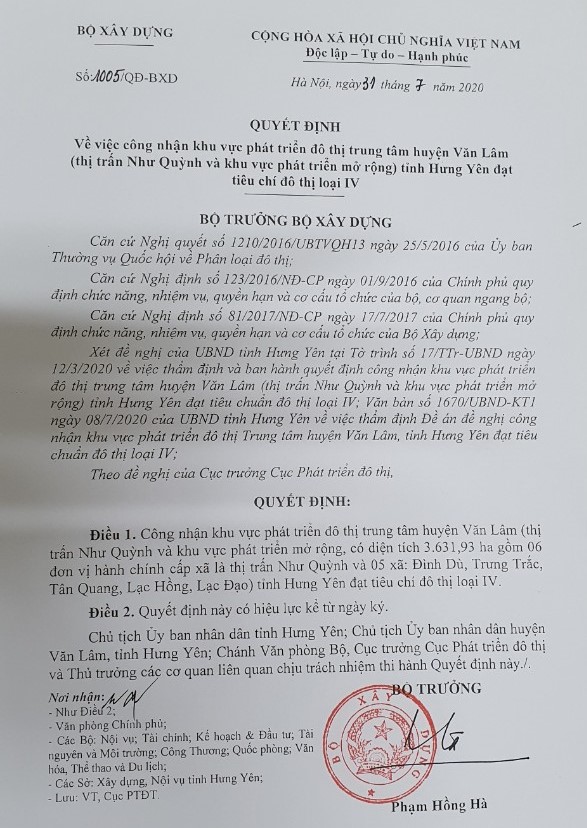 BỘ XÂY DỰNG
CỘNG HÒA XÃ HỘI CHỦ NGHĨA VIỆT NAM
Độc lập – Tự do – Hạnh phúc
Số: 1005/QĐ-BXD
Hà Nội, ngày 31 tháng 7 năm 2020
QUYẾT ĐỊNH
Về việc công nhận khu vực phát triển đô thị trung tâm huyện Văn Lâm
(thị trấn Như Quỳnh và khu vực phát triển mở rộng) tỉnh Hưng Yên đạt
tiêu chí đô thị loại IV
BỘ TRƯỞNG BỘ XÂY DỰNG
Căn cứ Nghị quyết số 1210/2016/UBTVQH13 ngày 25/5/2016 của Ủy ban
Thường vụ Quốc hội về Phân loại đô thị;
Căn cứ Nghị định số 123/2016/NĐ-CP ngày 01/9/2016 của Chính phủ quy
định chức năng, nhiệm vụ, quyền hạn và cơ cấu tổ chức của bộ, cơ quan ngang bộ;
Căn cứ Nghị định số 81/2017/NĐ-CP ngày 17/7/2017 của Chính phủ quy
định chức năng, nhiệm vụ, quyền hạn và cơ cấu tổ chức của Bộ Xây dựng;
Xét đề nghị của UBND tỉnh Hưng Yên tại Tờ trình số 17/TTr-UBND ngày
12/3/2020 về việc thẩm định và ban hành quyết định công nhận khu vực phát triển
đô thị trung tâm huyện Văn Lâm (thị trấn Như Quỳnh và khu vực phát triển mở
rộng) tỉnh Hưng Yên đạt tiêu chuẩn đô thị loại IV; Văn bản số 1670/UBND-KT1
ngày 08/7/2020 của UBND tỉnh Hưng Yên về việc thẩm định Đề án đề nghị công
nhận khu vực phát triển đô thị Trung tâm huyện Văn Lâm, tỉnh Hưng Yên đạt tiêu
chuẩn đô thị loại IV;
Theo đề nghị của Cục trưởng Cục Phát triển đô thị,
QUYẾT ĐỊNH:
Điều 1. Công nhận khu vực phát triển đô thị trung tâm huyện Văn Lâm (thị
trấn Như Quỳnh và khu vực phát triển mở rộng, có diện tích 3.631,93 ha gồm 06
đơn vị hành chính cấp xã là thị trấn Như Quỳnh và 05 xã: Đình Dù, Trưng Trắc,
Tân Quang, Lạc Hồng, Lạc Đạo) tỉnh Hưng Yên đạt tiêu chí đô thị loại IV.
Điều 2. Quyết định này có hiệu lực kể từ ngày ký.
Chủ tịch Ủy ban nhân dân tỉnh Hưng Yên; Chủ tịch Ủy ban nhân dân huyện
Văn Lâm, tỉnh Hưng Yên; Chánh Văn phòng Bộ, Cục trưởng Cục Phát triển đô thị
và Thủ trưởng các cơ quan liên quan chịu trách nhiệm thi hành Quyết định này./.
Nơi nhận:
- Như Điều 2;
- Văn phòng Chính phủ;
- Các Bộ: Nội vụ; Tài chính; Kế hoạch & Đầu tư; Tài
nguyên và Môi trường; Công Thương; Quốc phòng; Văn
hóa, Thể thao và Du lịch;
- Các Sở: Xây dựng, Nội vụ tỉnh Hưng Yên;
- Lưu: VT, Cục PTĐT.
BỘ TRƯỞNG
BỘ XÂY DỰNG
Phạm Hồng Hà